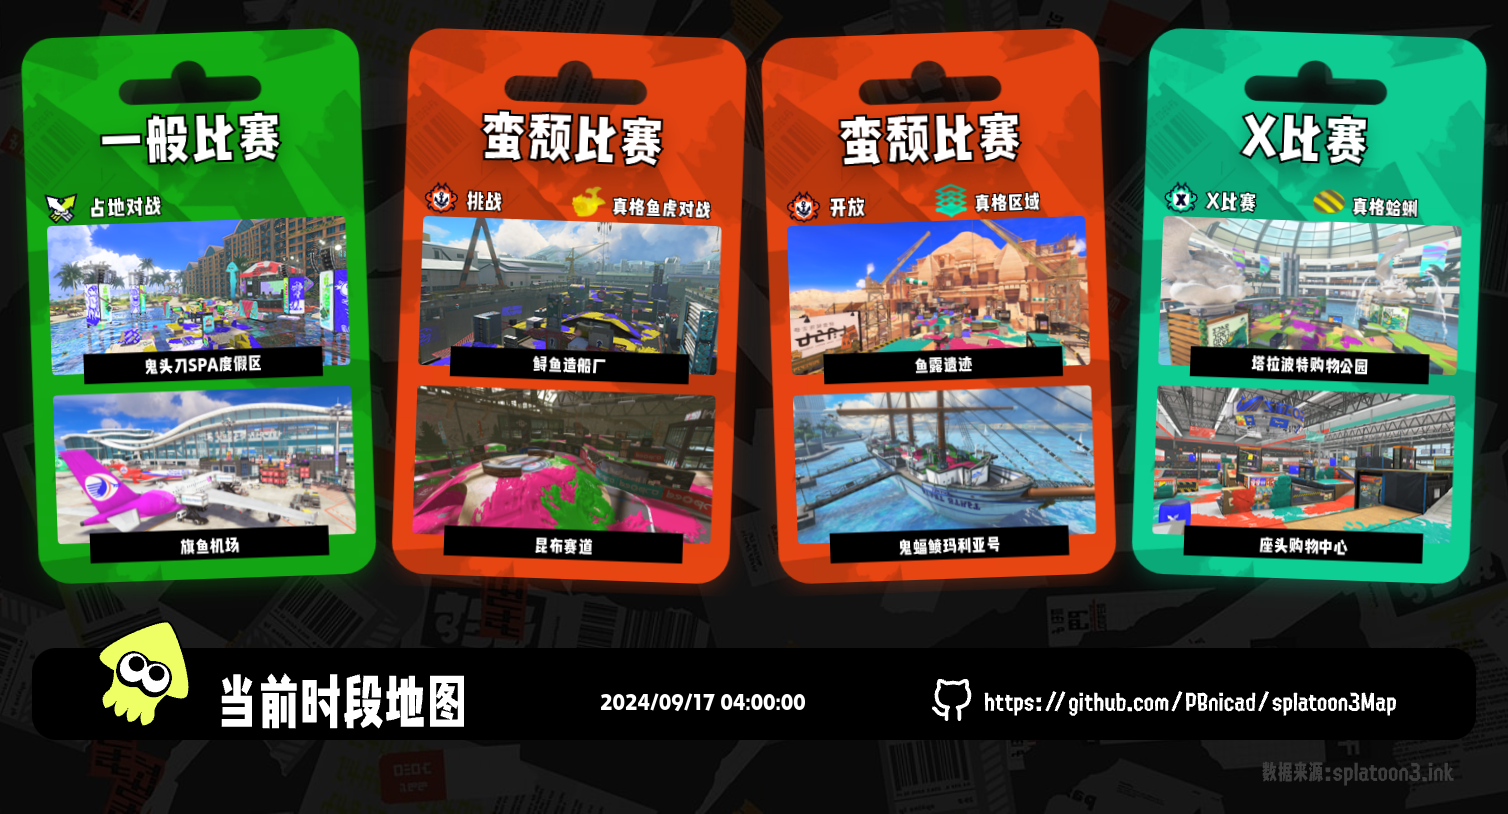 一般比赛
占地对战
鬼头刀SPA度假区
旗鱼机场
蛮颓比赛
挑战
真格鱼虎对战
鲟鱼造船厂
昆布赛道
蛮颓比赛
开放
真格区域
鱼露遗迹
鬼蝠鲼玛利亚号
X比赛
X比赛
真格蛤蜊
塔拉波特购物公园
座头购物中心
当前时段地图
2024/09/17 04:00:00
https://github.com/PBnicad/splatoon3Map
数据来源:splatoon3.ink